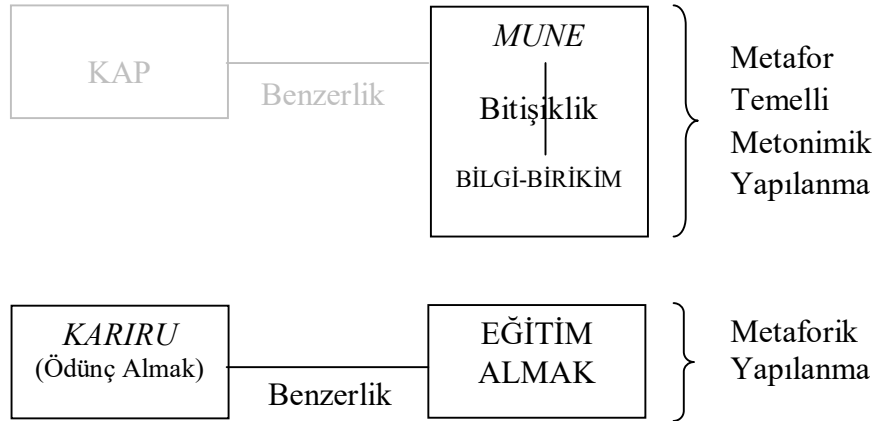 KAP
Benzerlik
MUNE
Bitişiklik
BİLGİ-BİRİKİM
Metafor
Temelli
Metonimik
Yapılanma
KARIRU
(Ödünç Almak)
Benzerlik
EĞİTİM
ALMAK
Metaforik
Yapılanma